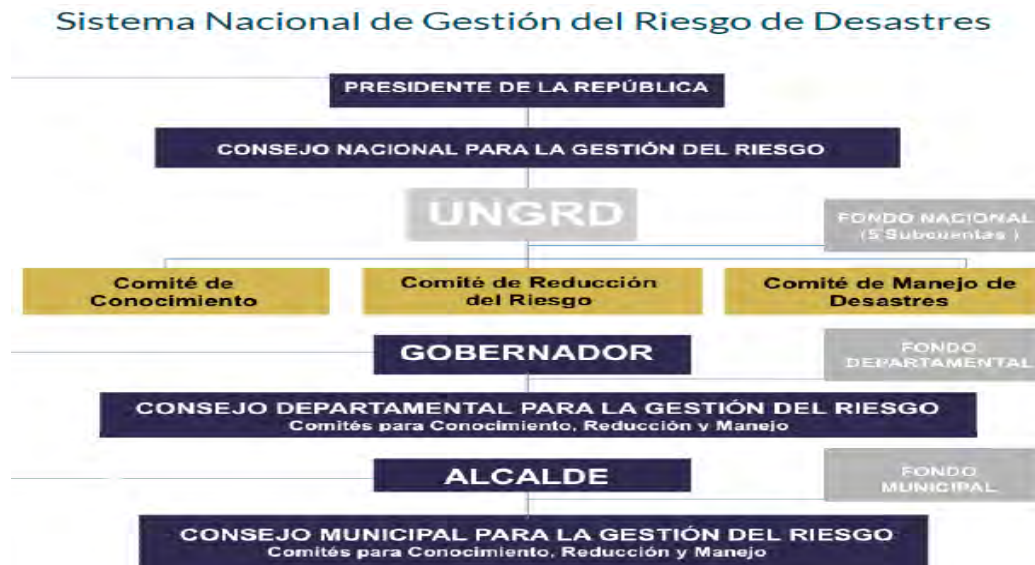 Sistema Nacional de Gestión del Riesgo de Desastres
PRESIDENTE DE LA REPÚBLICA
CONSEJO NACIONAL PARA LA GESTIÓN DEL RIESGO
UNGRD
FONDO NACIONAL
(5 Subcuentas )
Comité de
Conocimiento
Comité de Reducción
del Riesgo
Comité de Manejo de
Desastres
GOBERNADOR
FONDO
DEPARTAMENTAL
CONSEJO DEPARTAMENTAL PARA LA GESTIÓN DEL RIESGO
Comités para Conocimiento, Reducción y Manejo
ALCALDE
FONDO
MUNICIPAL
CONSEJO MUNICIPAL PARA LA GESTIÓN DEL RIESGO
Comités para Conocimiento, Reducción y Manejo